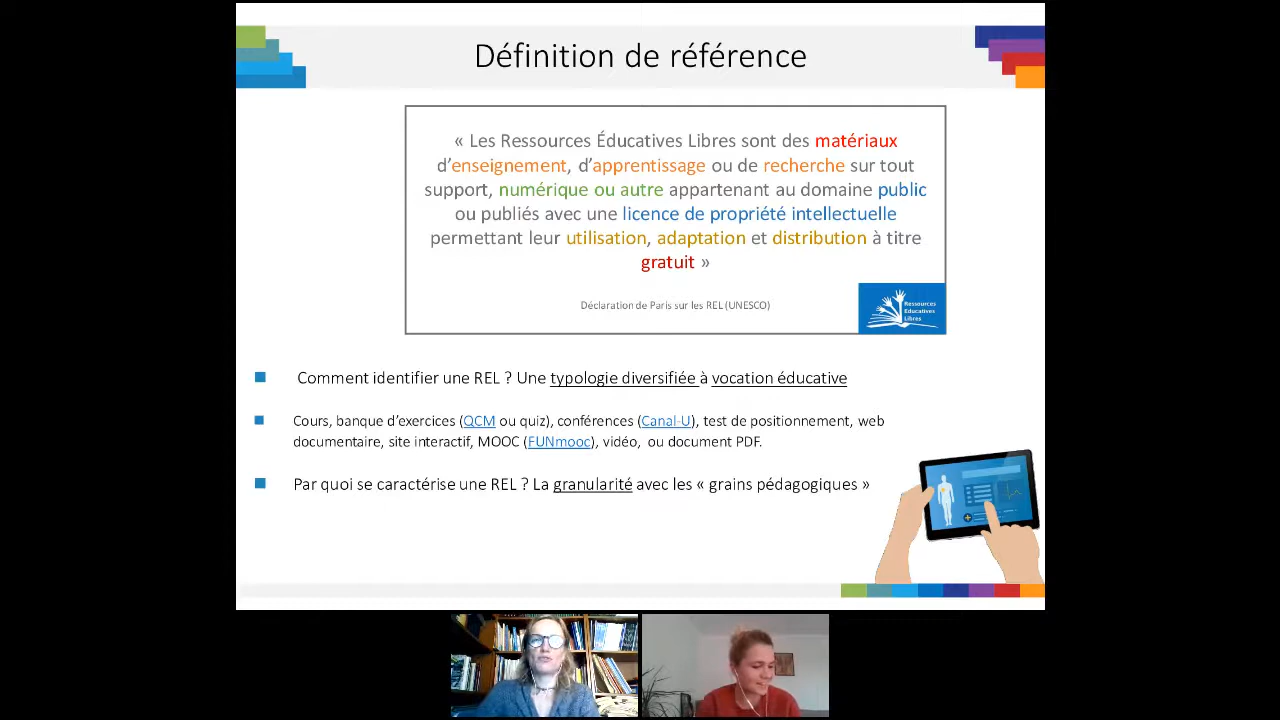 Définition de référence
« Les Ressources Éducatives Libres sont des matériaux
d’enseignement, d’apprentissage ou de recherche sur tout
support, numérique ou autre appartenant au domaine public
ou publiés avec une licence de propriété intellectuelle
permettant leur utilisation, adaptation et distribution à titre
gratuit »
Déclaration de Paris sur les REL (UNESCO)
Ressources
Educatives
Libres
Comment identifier une REL ? Une typologie diversifiée à vocation éducative
Cours, banque d’exercices (QCM ou quiz), conférences (Canal-U), test de positionnement, web
documentaire, site interactif, MOOC (FUNmooc), vidéo, ou document PDF.
Par quoi se caractérise une REL ? La granularité avec les « grains pédagogiques »